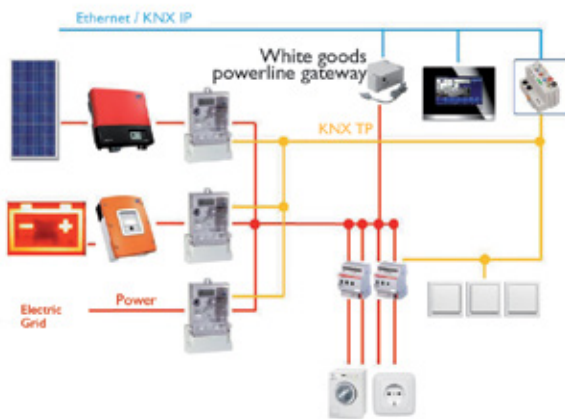 Ethernet / KNX IP
White goods
powerline gateway
KNX TP
Power
Electric
Grid